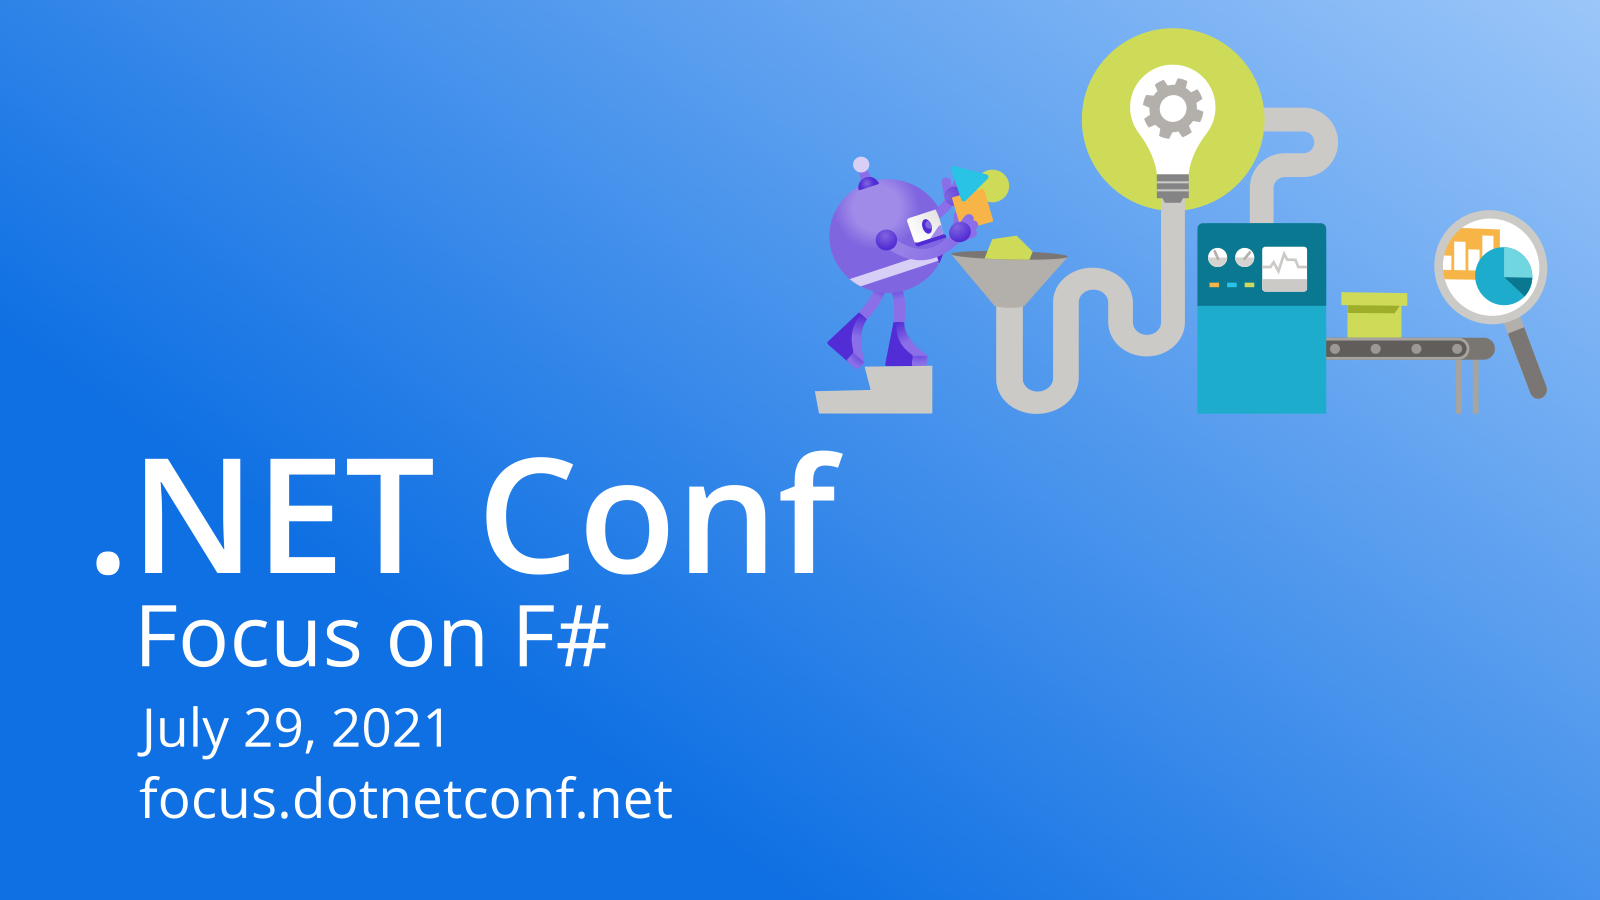 .NET Conf
Focus on F#
July 29, 2021
focus.dotnetconf.net